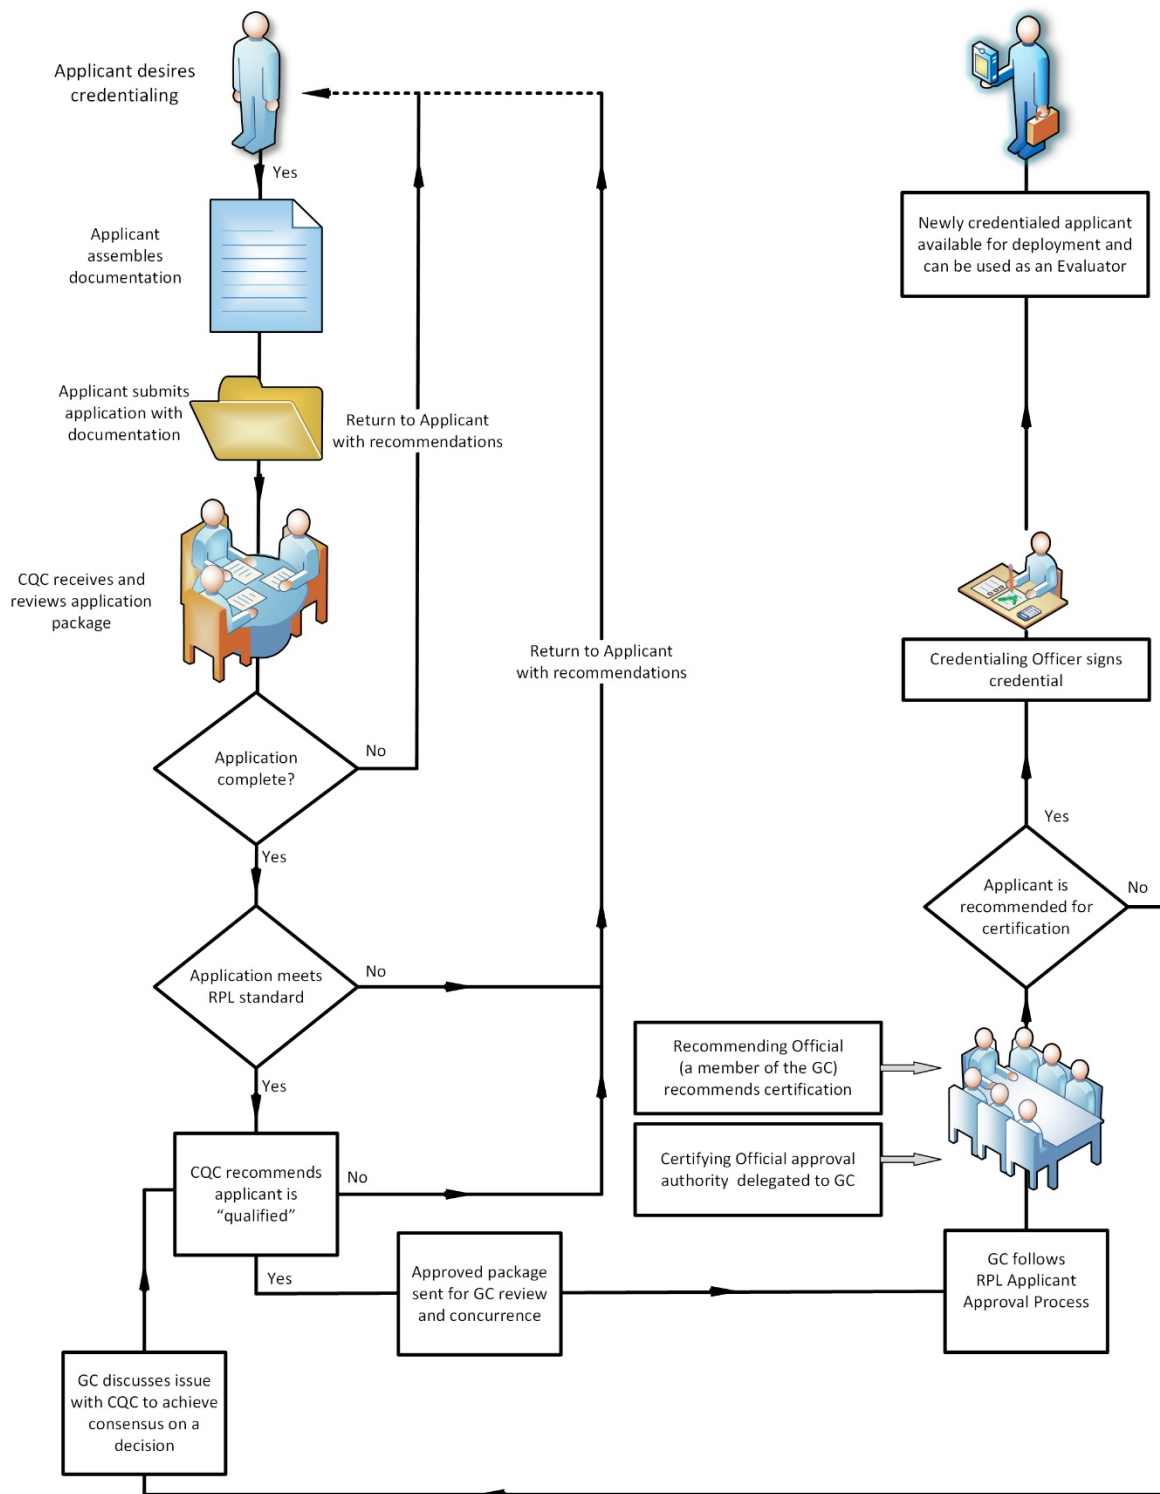 Applicant desires
credentialing
Yes
Applicant
assembles
documentation
Applicant submits
application with
documentation
Return to Applicant
with recommendations
CQC receives and
reviews application
package
Application
complete?
No
Yes
Application meets
RPL standard
No
Yes
CQC recommends
applicant is
“qualified”
No
Yes
Return to Applicant
with recommendations
Approved package
sent for GC review
and concurrence
GC discusses issue
with CQC to achieve
consensus on a
decision
GC follows
RPL Applicant
Approval Process
Recommending Official
(a member of the GC)
recommends certification
Certifying Official approval
authority delegated to GC
Applicant is
recommended for
certification
No
Yes
Credentialing Officer signs
credential
Newly credentialed applicant
available for deployment and
can be used as an Evaluator